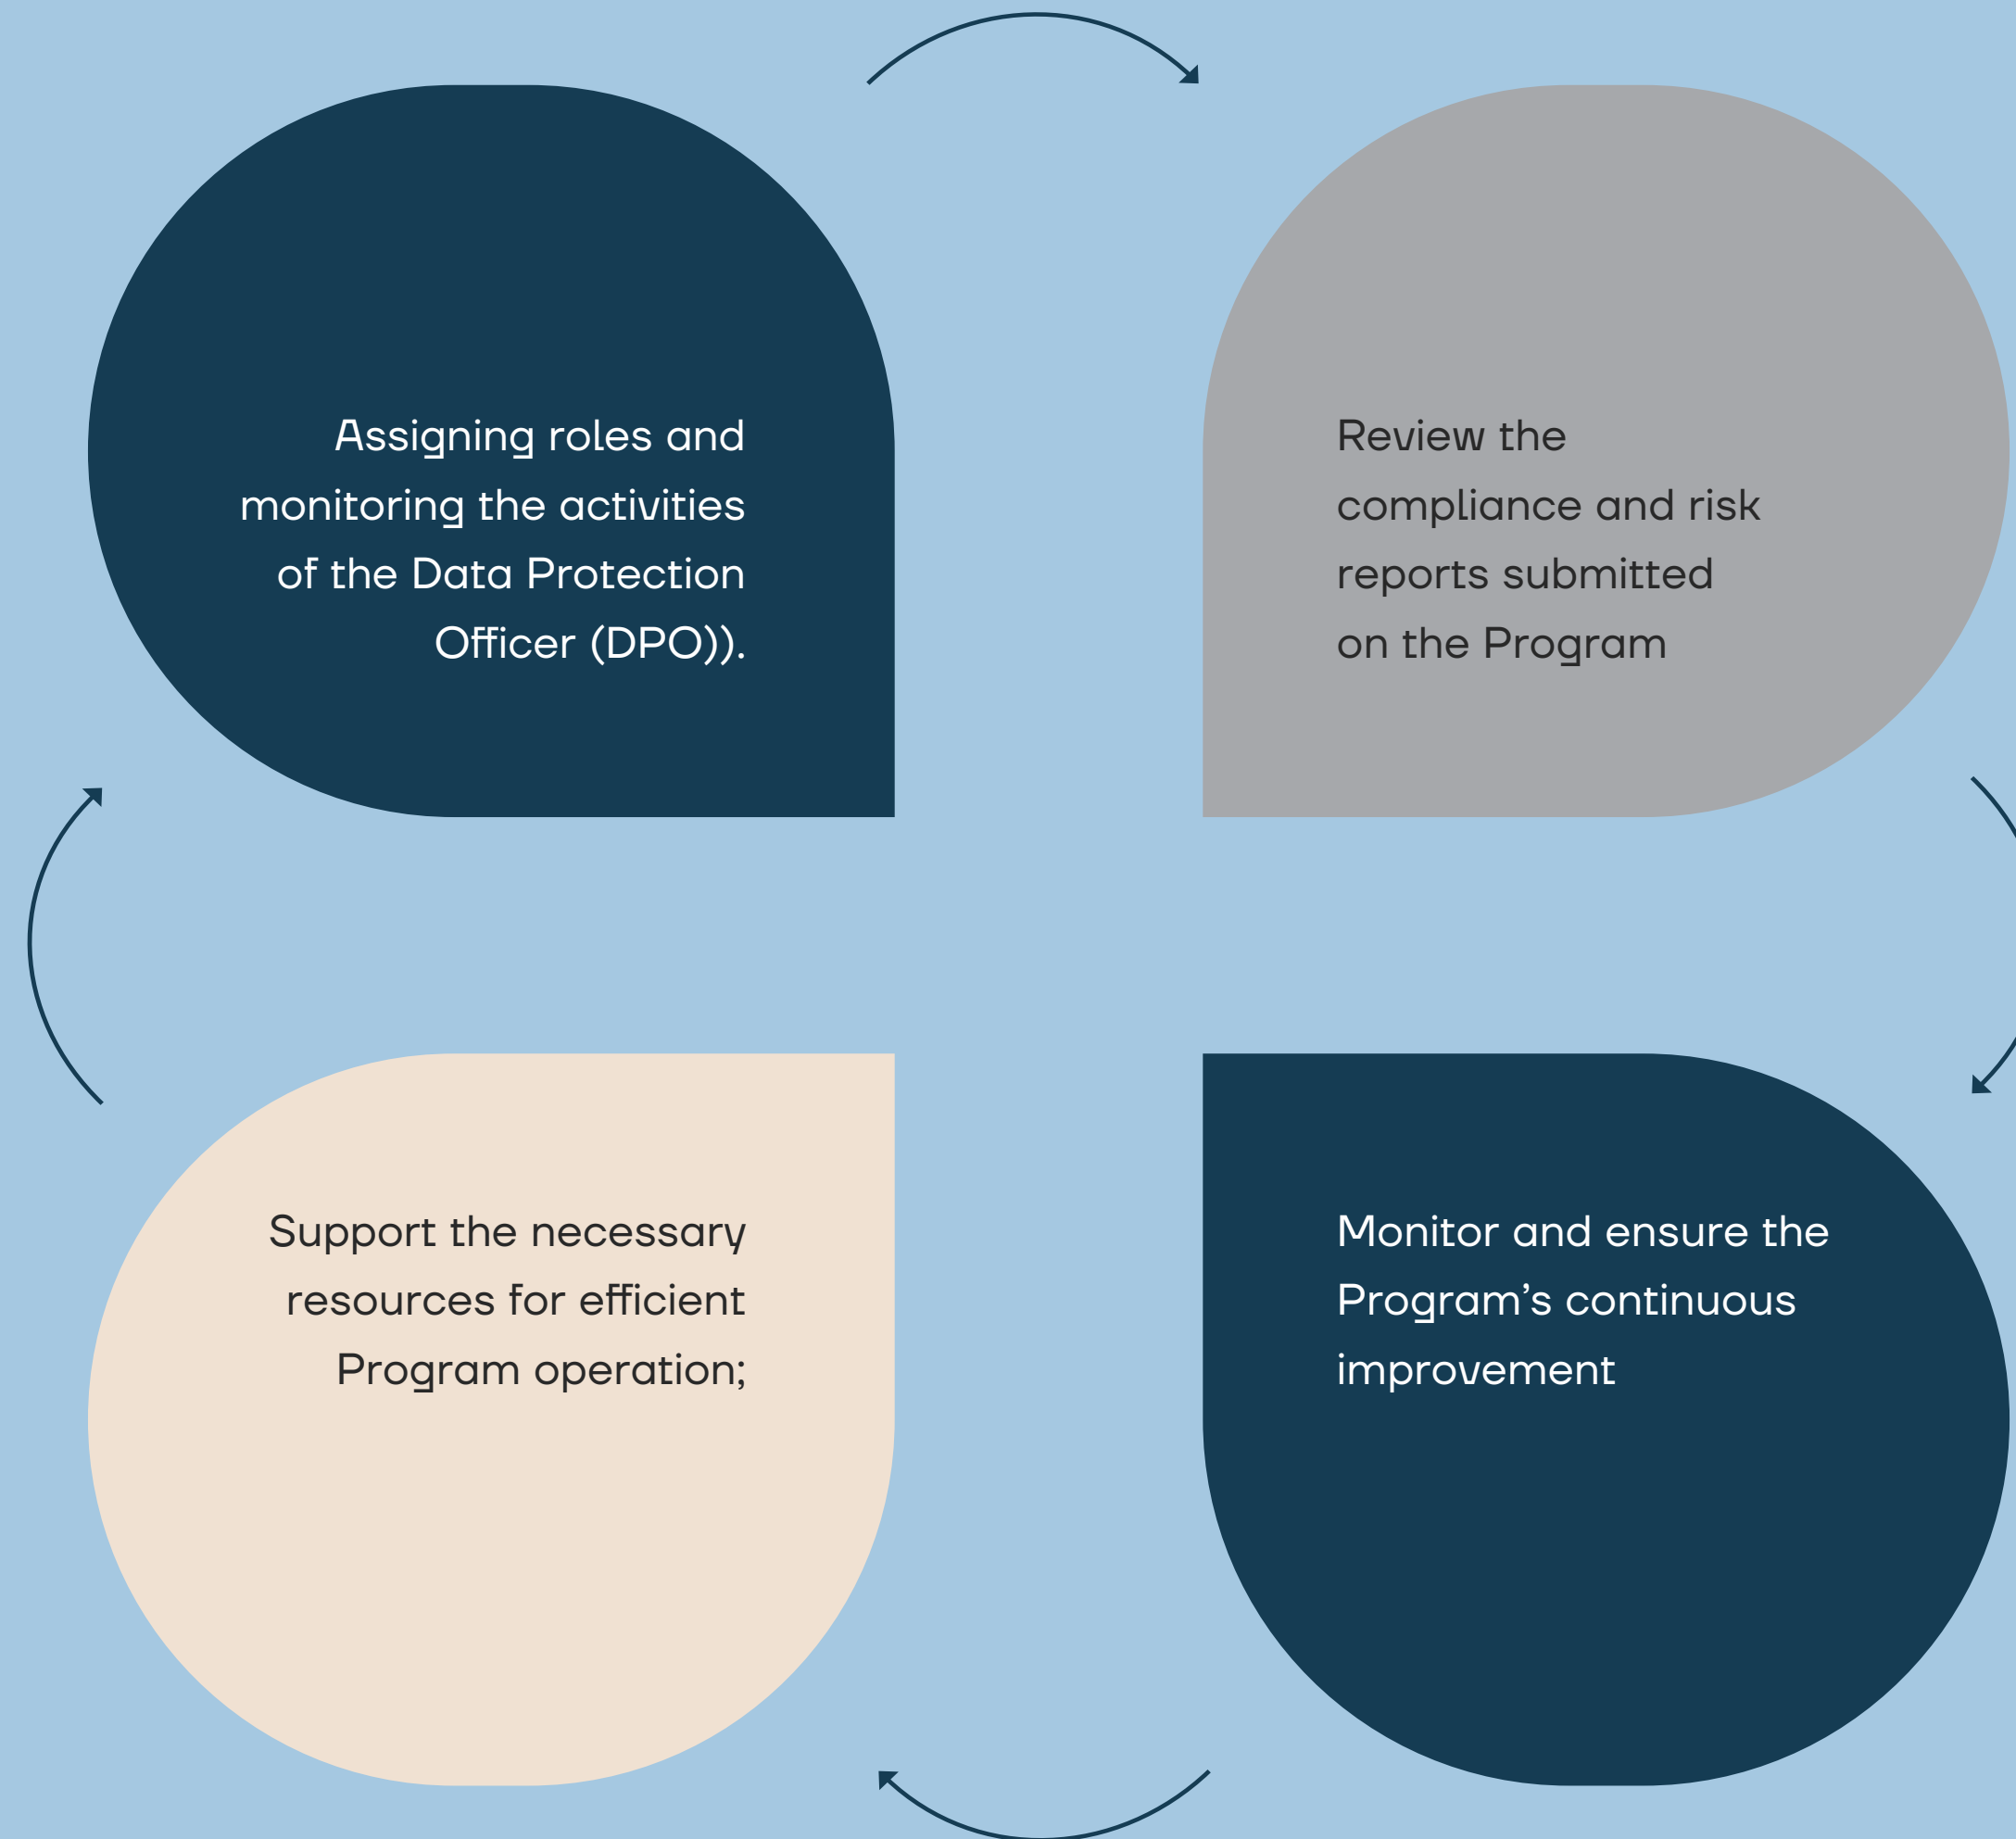 Assigning roles and
monitoring the activities
of the Data Protection
Officer (DPO)).
Review the
compliance and risk
reports submitted
on the Program
Support the necessary
resources for efficient
Program operation;
Monitor and ensure the
Program’s continuous
improvement